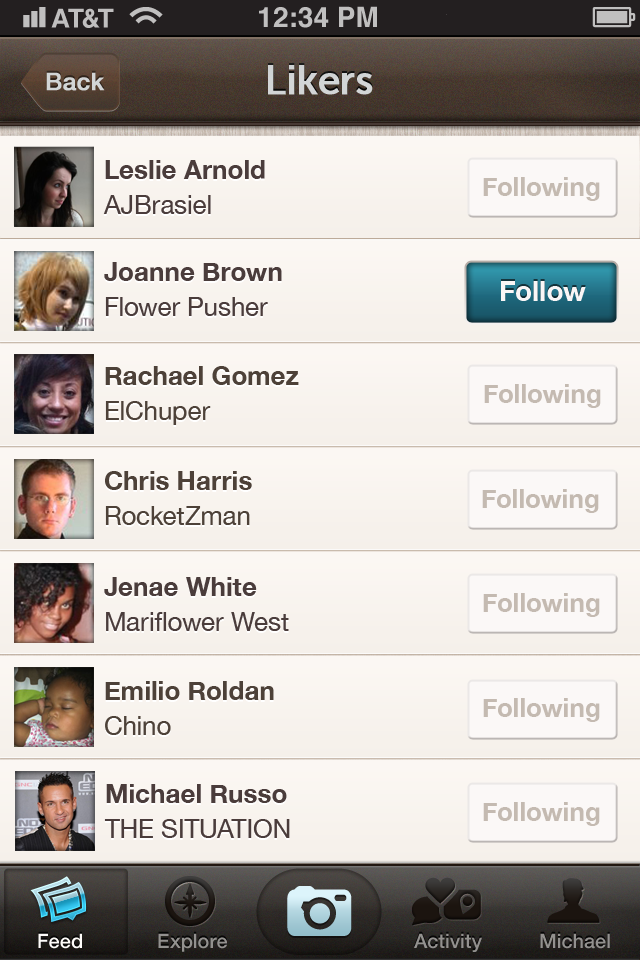 AT&T 12:34 PM
Back Likers
Leslie Arnold
AJBrasiel
Following
Joanne Brown
Flower Pusher
Follow
Rachael Gomez
ElChuper
Following
Chris Harris
RocketZman
Following
Jenae White
Mariflower West
Following
Emilio Roldan
Chino
Following
Michael Russo
THE SITUATION
Following
Feed Explore Activity Michael